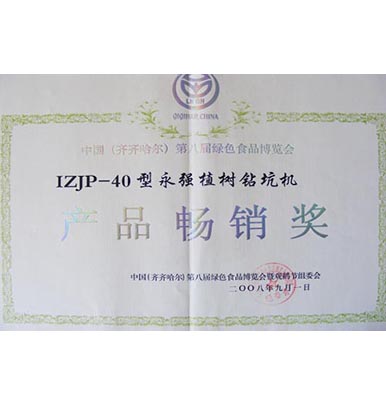 QIQIHAR, CHINA
中国(齐齐哈尔)第八届绿色食品博览会
IZJP-40型永强植树钻坑机
产品畅销奖
中国(齐齐哈尔)第八届绿色食品博览会暨观鹤节组委会
二〇〇八年九月一日